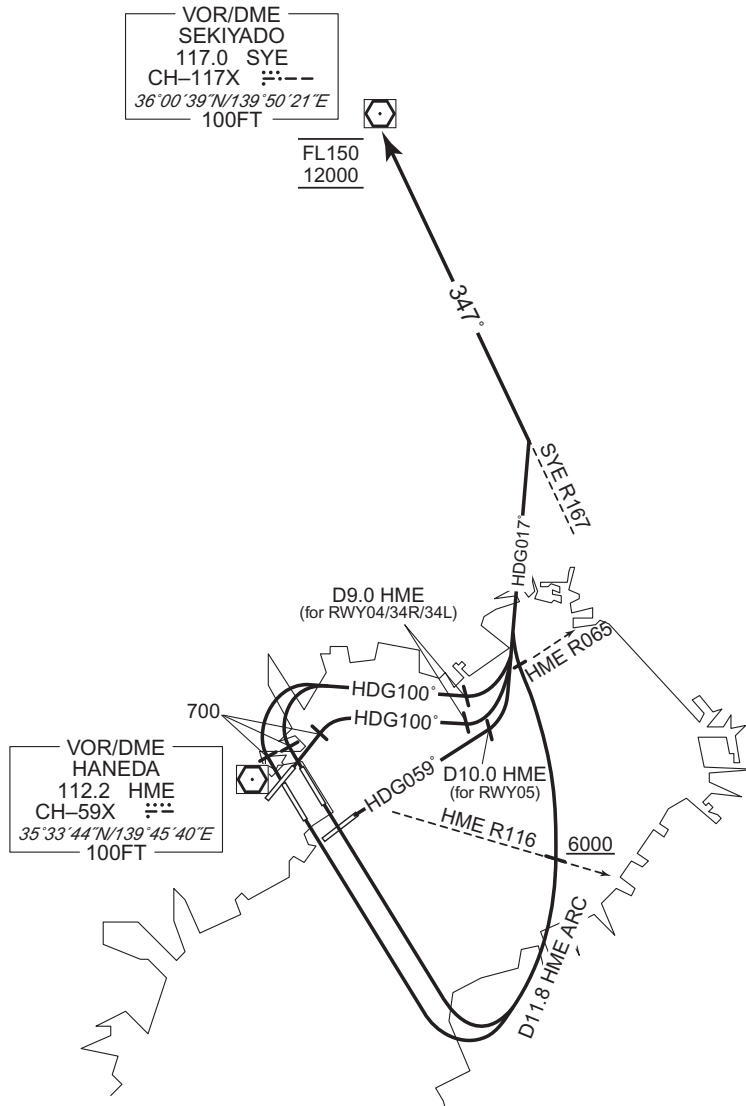 VOR/DME
SEKIYADO
117.0 SYE
CH–117X
36°00′39″N/139°50′21″E
100FT
FL150
12000
347°
SYE R167
HDG017°
D9.0 HME
(for RWY04/34R/34L)
HME R065
HDG100°
700
HDG100°
VOR/DME
HANEDA
112.2 HME
CH–59X
35°33′44″N/139°45′40″E
100FT
HDG059°
D10.0 HME
(for RWY05)
HME R116
6000
D11.8 HME ARC